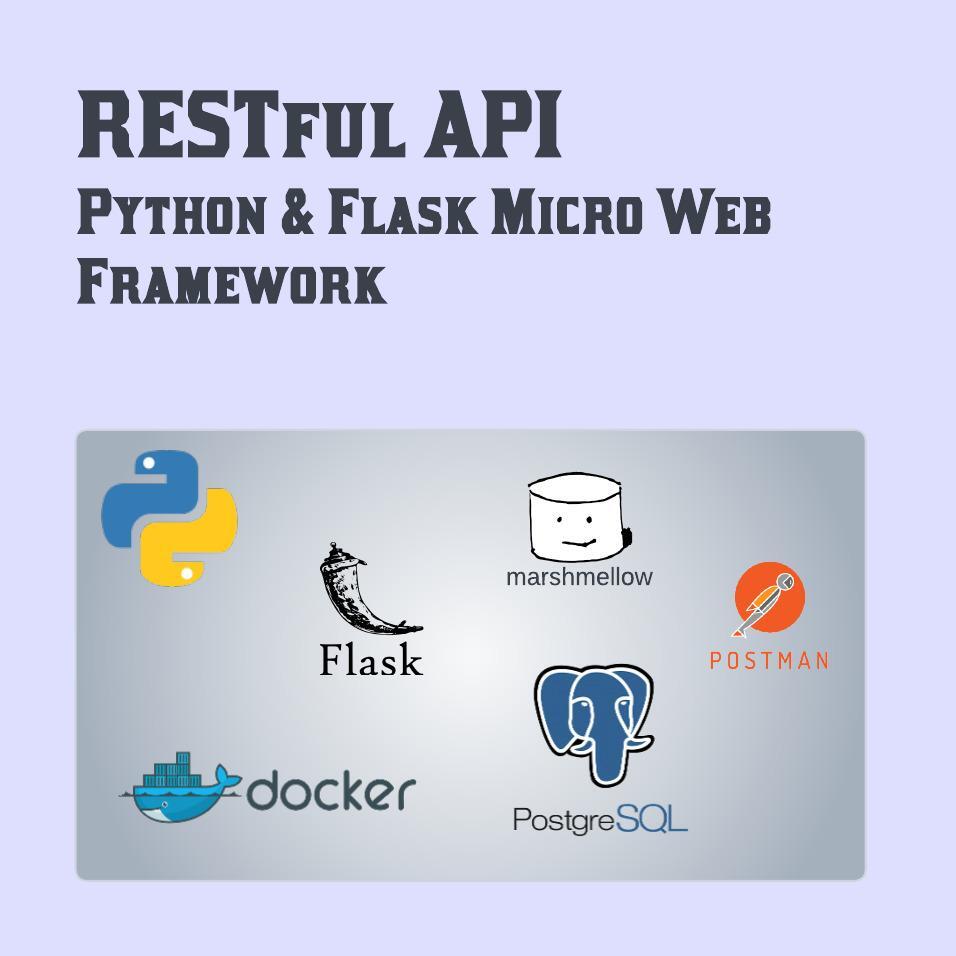 RESTful API
Python & Flask Micro Web
Framework
marshmellow
Flask
POSTMAN
docker
PostgreSQL